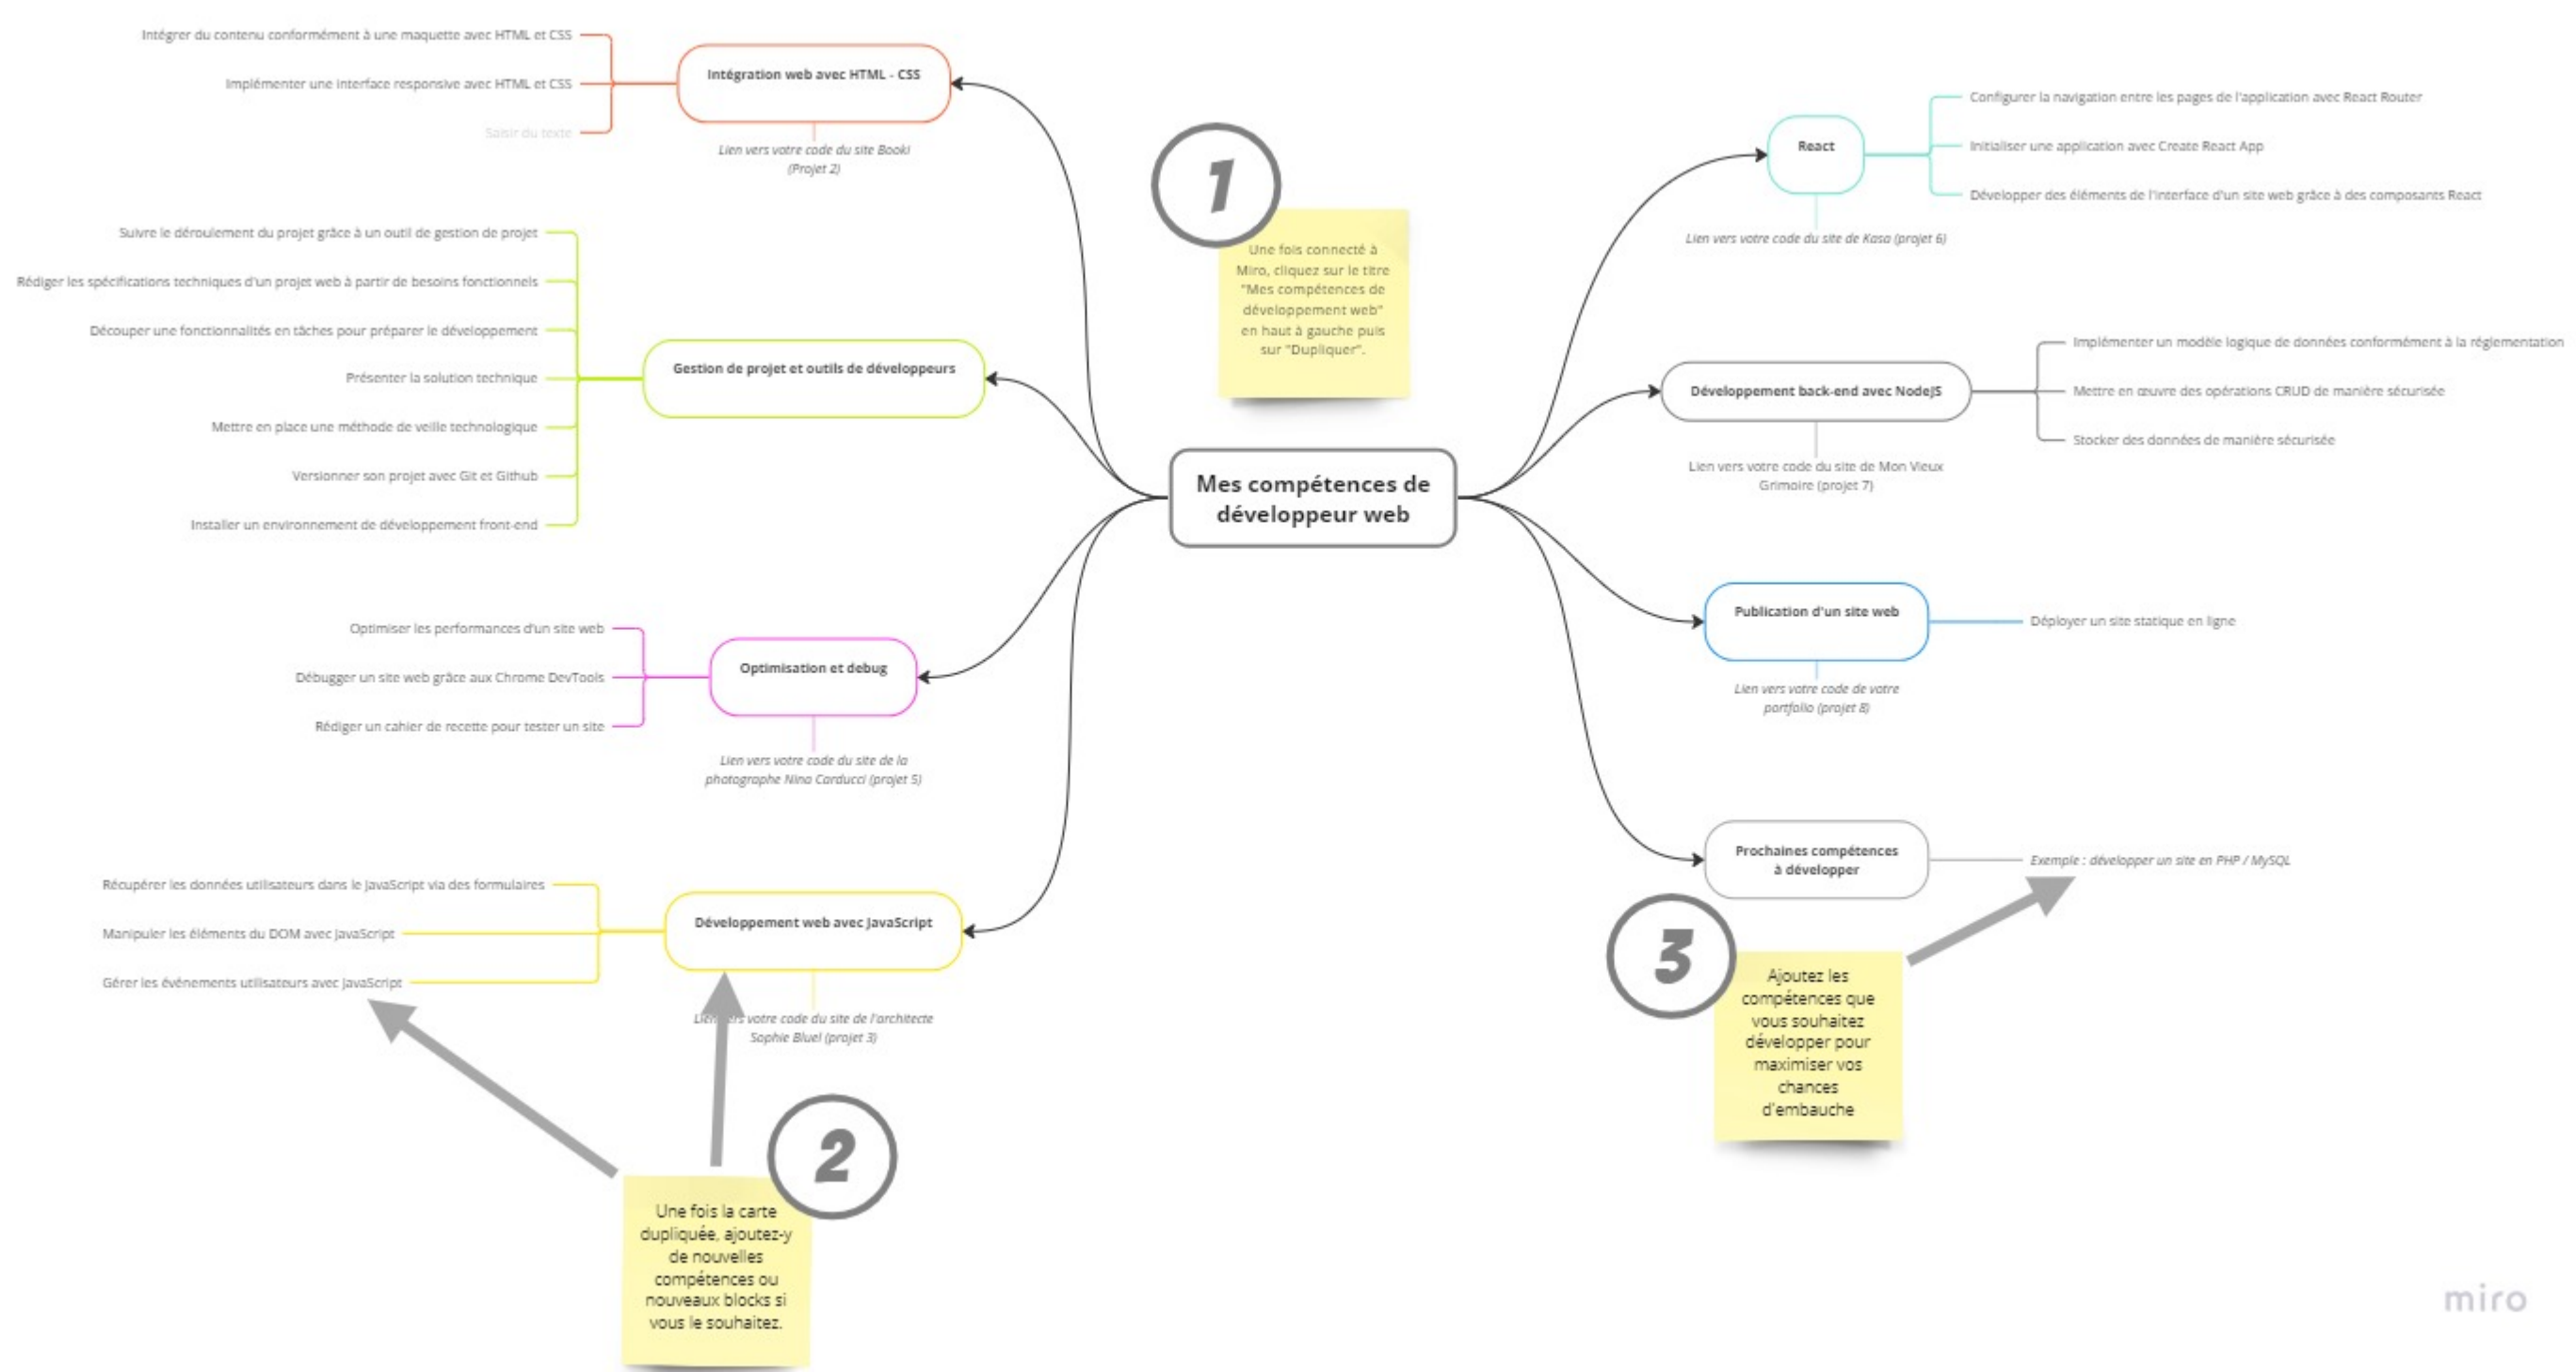 Intégrer du contenu conformément à une maquette avec HTML et CSS
Implémenter une interface responsive avec HTML et CSS
Saisir du texte
Intégration web avec HTML - CSS
Lien vers votre code du site Booki
(Projet 2)
Suivre le déroulement du projet grâce à un outil de gestion de projet
Rédiger les spécifications techniques d'un projet web à partir de besoins fonctionnels
Découper une fonctionnalités en tâches pour préparer le développement
Présenter la solution technique
Mettre en place une méthode de veille technologique
Versionner son projet avec Git et Github
Installer un environnement de développement front-end
Gestion de projet et outils de développeurs
Optimiser les performances d'un site web
Débugger un site web grâce aux Chrome DevTools
Rédiger un cahier de recette pour tester un site
Optimisation et debug
Lien vers votre code du site de la
photographe Nina Carducci (projet 5)
Récupérer les données utilisateurs dans le JavaScript via des formulaires
Manipuler les éléments du DOM avec JavaScript
Gérer les événements utilisateurs avec JavaScript
Développement web avec JavaScript
Lien vers votre code du site de l'architecte
Sophie Bluel (projet 3)
2
Une fois la carte
dupliquée, ajoutez-y
de nouvelles
compétences ou
nouveaux blocks si
vous le souhaitez.
1
Une fois connecté à
Miro, cliquez sur le titre
"Mes compétences de
développement web"
en haut à gauche puis
sur "Dupliquer".
Mes compétences de
développeur web
React
Configurer la navigation entre les pages de l'application avec React Router
Initialiser une application avec Create React App
Développer des éléments de l'interface d'un site web grâce à des composants React
Lien vers votre code du site de Kasa (projet 6)
Développement back-end avec NodeJS
Implémenter un modèle logique de données conformément à la réglementation
Mettre en œuvre des opérations CRUD de manière sécurisée
Stocker des données de manière sécurisée
Lien vers votre code du site de Mon Vieux
Grimoire (projet 7)
Publication d'un site web
Déployer un site statique en ligne
Lien vers votre code de votre
portfolio (projet 8)
Prochaines compétences
à développer
Exemple : développer un site en PHP / MySQL
3
Ajoutez les
compétences que
vous souhaitez
développer pour
maximiser vos
chances
d'embauche
miro